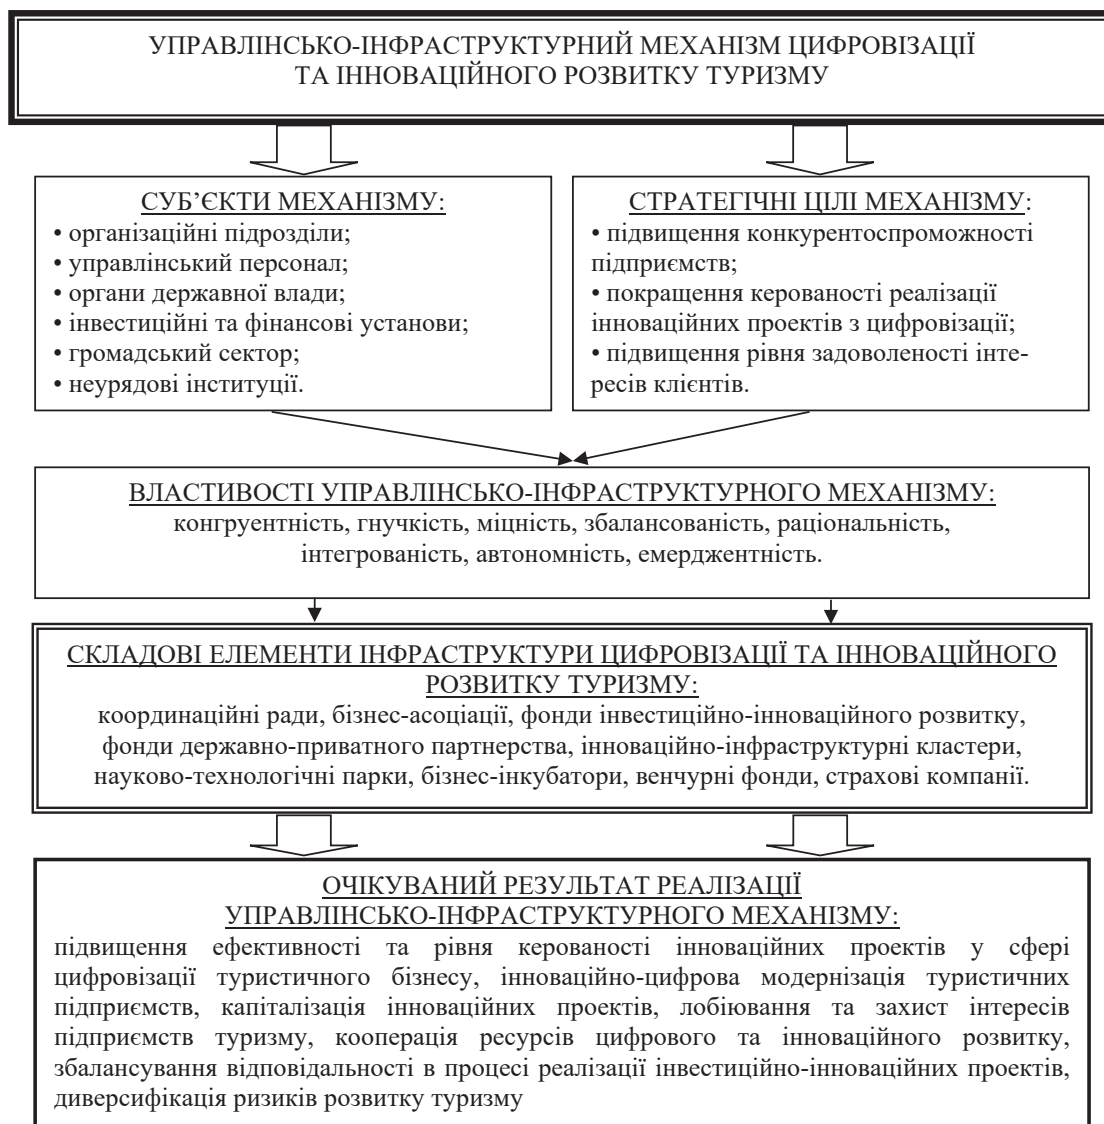 УПРАВЛІНСЬКО-ІНФРАСТРУКТУРНИЙ МЕХАНІЗМ ЦИФРОВІЗАЦІЇ
ТА ІННОВАЦІЙНОГО РОЗВИТКУ ТУРИЗМУ
СУБ’ЄКТИ МЕХАНІЗМУ:
• організаційні підрозділи;
• управлінський персонал;
• органи державної влади;
• інвестиційні та фінансові установи;
• громадський сектор;
• неурядові інституції.
СТРАТЕГІЧНІ ЦІЛІ МЕХАНІЗМУ:
• підвищення конкурентоспроможності
підприємств;
• покращення керованості реалізації
інноваційних проектів з цифровізації;
• підвищення рівня задоволеності інте-
ресів клієнтів.
ВЛАСТИВОСТІ УПРАВЛІНСЬКО-ІНФРАСТРУКТУРНОГО МЕХАНІЗМУ:
конгруентність, гнучкість, міцність, збалансованість, раціональність,
інтегрованість, автономність, емерджентність.
СКЛАДОВІ ЕЛЕМЕНТИ ІНФРАСТРУКТУРИ ЦИФРОВІЗАЦІЇ ТА ІННОВАЦІЙНОГО
РОЗВИТКУ ТУРИЗМУ:
координаційні ради, бізнес-асоціації, фонди інвестиційно-інноваційного розвитку,
фонди державно-приватного партнерства, інноваційно-інфраструктурні кластери,
науково-технологічні парки, бізнес-інкубатори, венчурні фонди, страхові компанії.
ОЧІКУВАНИЙ РЕЗУЛЬТАТ РЕАЛІЗАЦІЇ
УПРАВЛІНСЬКО-ІНФРАСТРУКТУРНОГО МЕХАНІЗМУ:
підвищення ефективності та рівня керованості інноваційних проектів у сфері
цифровізації туристичного бізнесу, інноваційно-цифрова модернізація туристичних
підприємств, капіталізація інноваційних проектів, лобіювання та захист інтересів
підприємств туризму, кооперація ресурсів цифрового та інноваційного розвитку,
збалансування відповідальності в процесі реалізації інвестиційно-інноваційних проектів,
диверсифікація ризиків розвитку туризму